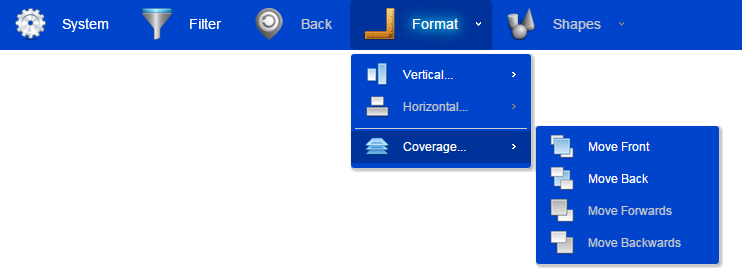 System Filter Back Format Shapes
Vertical...
Horizontal...
Coverage...
Move Front
Move Back
Move Forwards
Move Backwards